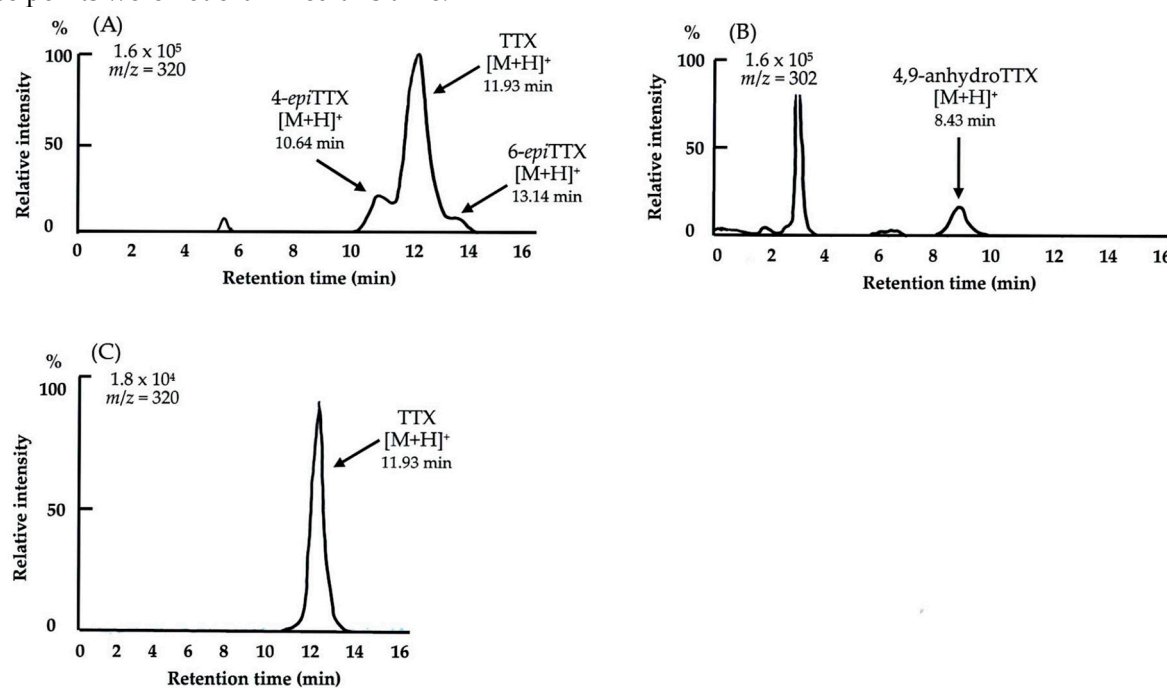 (A)
%
1.6 x 10⁵
m/z = 320
TTX
[M+H]⁺
11.93 min
4-epiTTX
[M+H]⁺
10.64 min
6-epiTTX
[M+H]⁺
13.14 min
Relative intensity
100
50
0
0 2 4 6 8 10 12 14 16
Retention time (min)
(B)
%
1.6 x 10⁵
m/z = 302
4,9-anhydroTTX
[M+H]⁺
8.43 min
Relative intensity
100
50
0
0 2 4 6 8 10 12 14 16
Retention time (min)
(C)
%
1.8 x 10⁴
m/z = 320
TTX
[M+H]⁺
11.93 min
Relative intensity
100
50
0
0 2 4 6 8 10 12 14 16
Retention time (min)